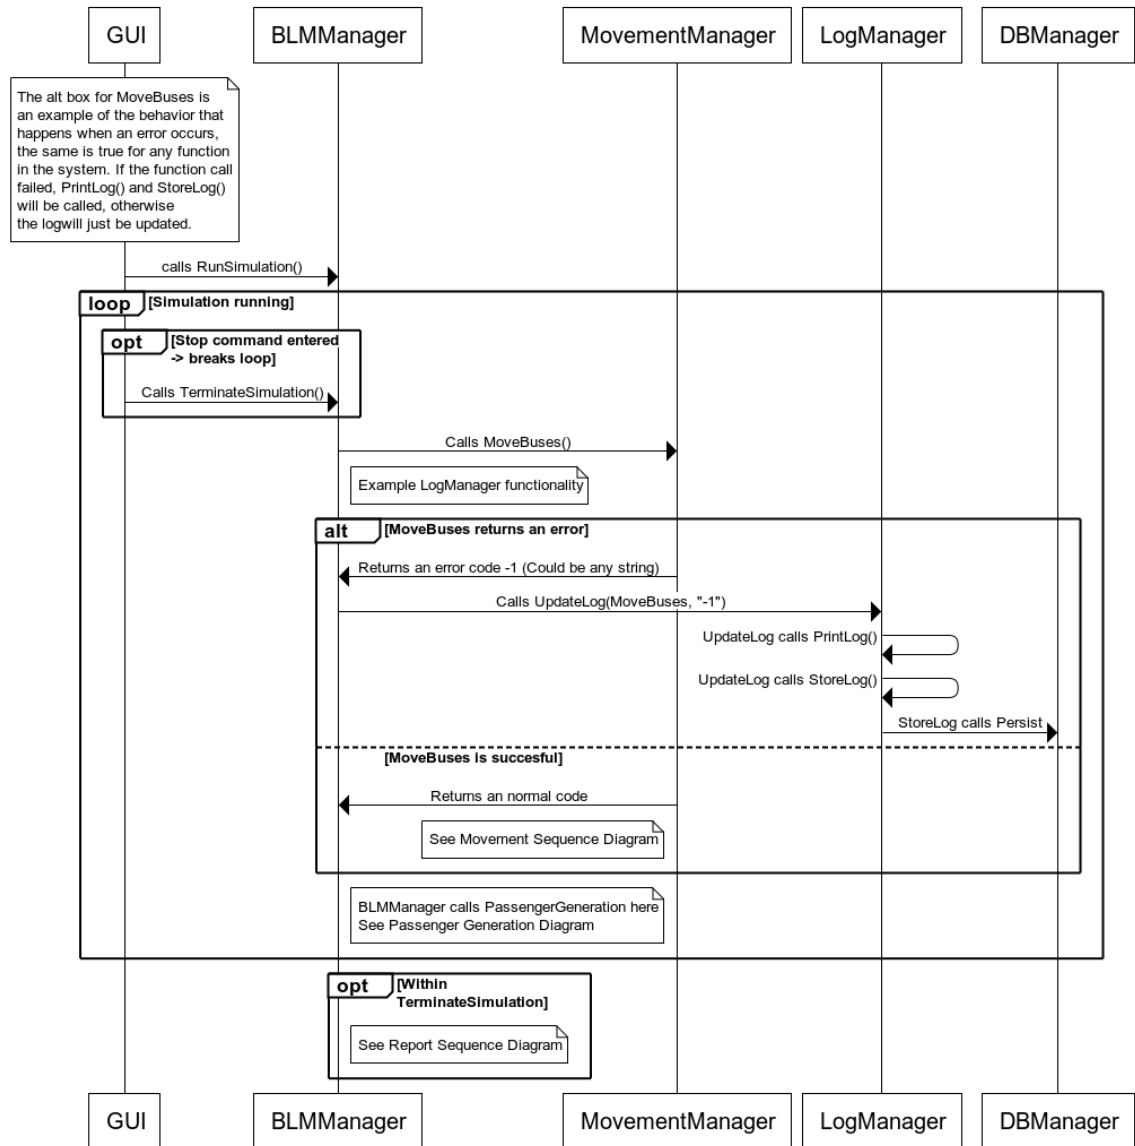 GUI
BLMManager
MovementManager
LogManager
DBManager
The alt box for MoveBuses is
an example of the behavior that
happens when an error occurs,
the same is true for any function
in the system. If the function call
failed, PrintLog() and StoreLog()
will be called, otherwise
the logwill just be updated.
calls RunSimulation()
loop
[Simulation running]
opt
[Stop command entered
-> breaks loop]
Calls TerminateSimulation()
Calls MoveBuses()
Example LogManager functionality
alt
[MoveBuses returns an error]
Returns an error code -1 (Could be any string)
Calls UpdateLog(MoveBuses, "-1")
UpdateLog calls PrintLog()
UpdateLog calls StoreLog()
StoreLog calls Persist
[MoveBuses is succesful]
Returns an normal code
See Movement Sequence Diagram
BLMManager calls PassengerGeneration here
See Passenger Generation Diagram
opt
[Within
TerminateSimulation]
See Report Sequence Diagram
GUI
BLMManager
MovementManager
LogManager
DBManager